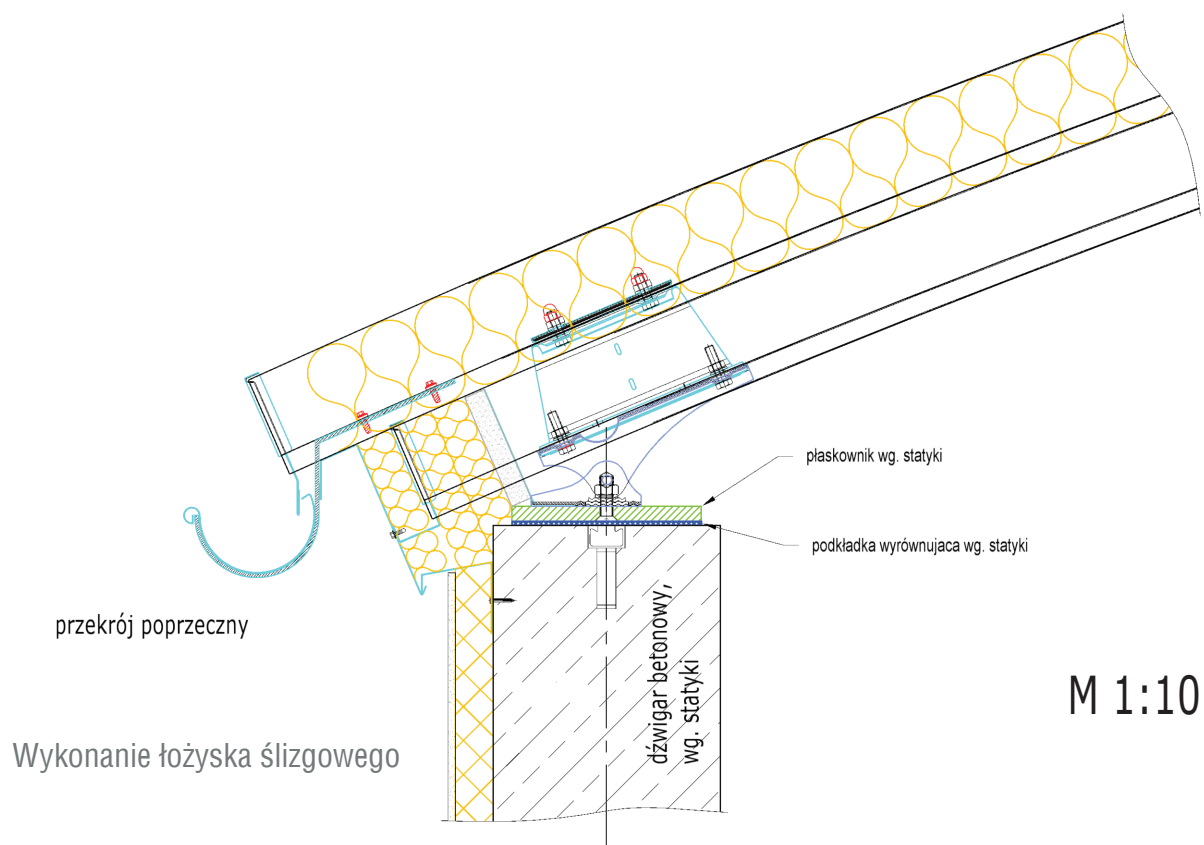 płaskownik wg. statyki
podkładka wyrównujaca wg. statyki
przekrój poprzeczny
dźwigar betonowy,
wg. statyki
M 1:10
Wykonanie łożyska ślizgowego